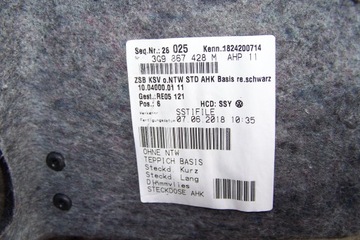 Seq.Nr.: 26 025 Kenn.:1824200714
3G9 867 428 M AHP 11
ZSB KSV o.NTW STD AHK Basis re.schwarz
10.04000.01 11
Gest.: RE05 121
Pos.: 6 HCD: SSY
SSTIFILE
Fertigungsdatum 07.06.2018 10:35
OHNE NTW
TEPPICH BASIS
Steckd. Kurz
Steckd. Lang
Dämmvlies
STECKDOSE AHK